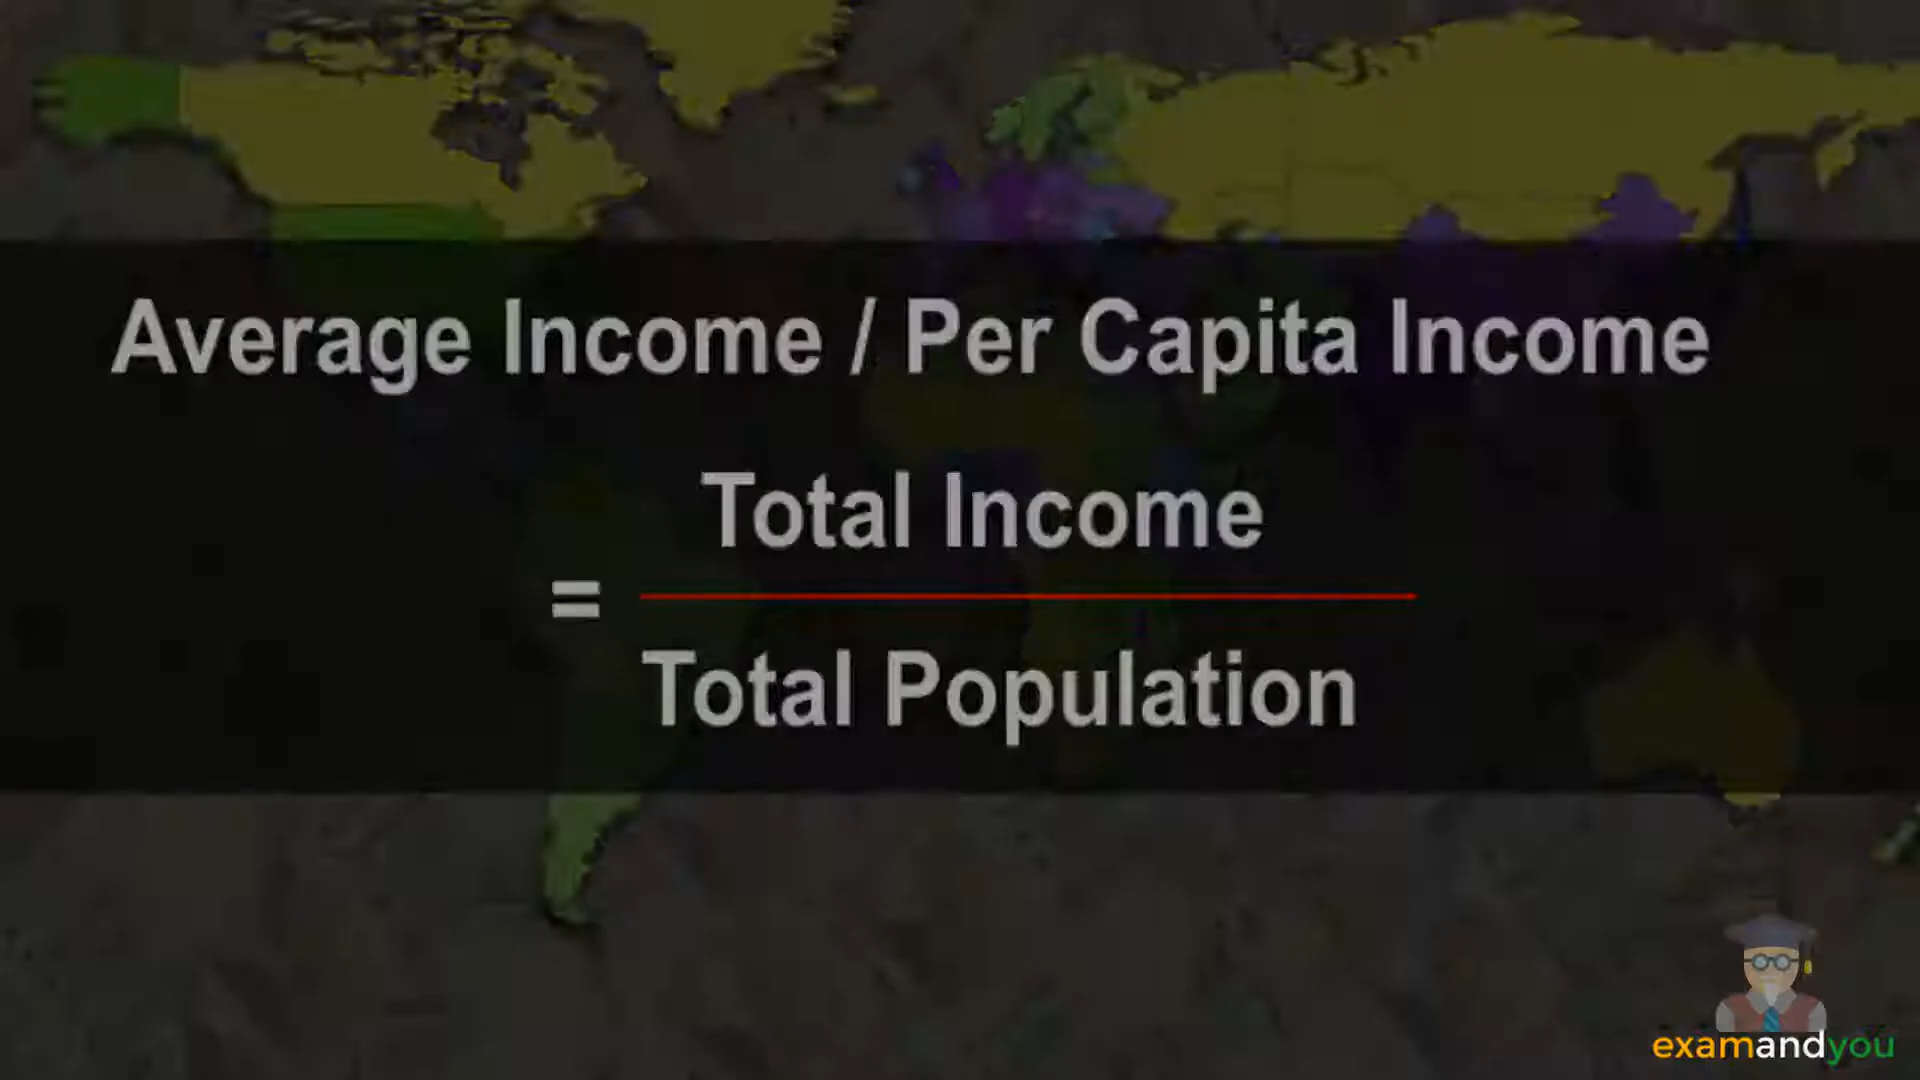 Average Income / Per Capita Income
Total Income
=
Total Population
examandyou